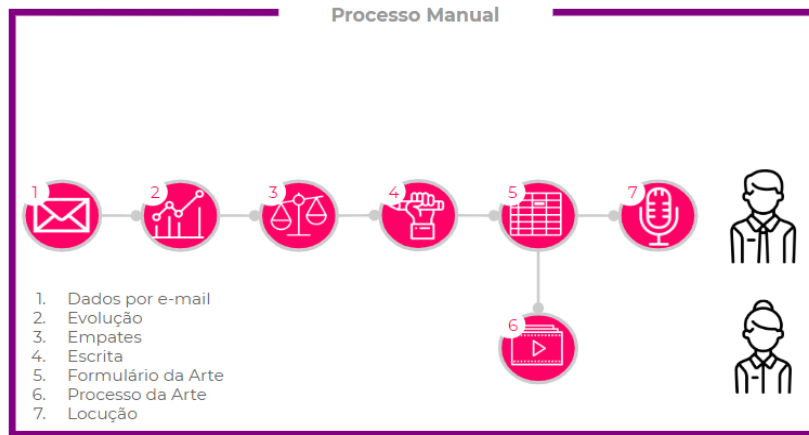 Processo Manual
1
2
3
4
5
7
6
1. Dados por e-mail
2. Evolução
3. Empates
4. Escrita
5. Formulário da Arte
6. Processo da Arte
7. Locução